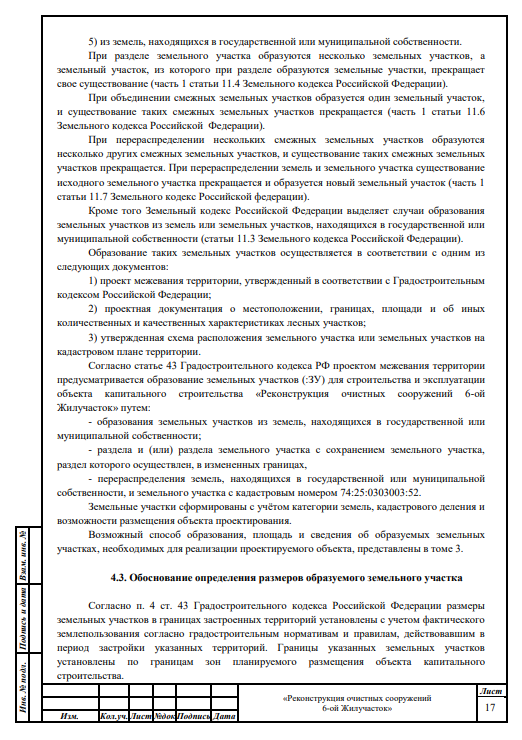 5) из земель, находящихся в государственной или муниципальной собственности.
При разделе земельного участка образуются несколько земельных участков, а
земельный участок, из которого при разделе образуются земельные участки, прекращает
свое существование (часть 1 статьи 11.4 Земельного кодекса Российской Федерации).
При объединении смежных земельных участков образуется один земельный участок,
и существование таких смежных земельных участков прекращается (часть 1 статьи 11.6
Земельного кодекса Российской Федерации).
При перераспределении нескольких смежных земельных участков образуются
несколько других смежных земельных участков, и существование таких смежных земельных
участков прекращается. При перераспределении земель и земельного участка существование
исходного земельного участка прекращается и образуется новый земельный участок (часть 1
статьи 11.7 Земельного кодекс Российской федерации).
Кроме того Земельный кодекс Российской Федерации выделяет случаи образования
земельных участков из земель или земельных участков, находящихся в государственной или
муниципальной собственности (статьи 11.3 Земельного кодекса Российской Федерации).
Образование таких земельных участков осуществляется в соответствии с одним из
следующих документов:
1) проект межевания территории, утвержденный в соответствии с Градостроительным
кодексом Российской Федерации;
2) проектная документация о местоположении, границах, площади и об иных
количественных и качественных характеристиках лесных участков;
3) утвержденная схема расположения земельного участка или земельных участков на
кадастровом плане территории.
Согласно статье 43 Градостроительного кодекса РФ проектом межевания территории
предусматривается образование земельных участков (:ЗУ) для строительства и эксплуатации
объекта капитального строительства «Реконструкция очистных сооружений 6-ой
Жилучасток» путем:
- образования земельных участков из земель, находящихся в государственной или
муниципальной собственности;
- раздела и (или) раздела земельного участка с сохранением земельного участка,
раздел которого осуществлен, в измененных границах,
- перераспределения земель, находящихся в государственной или муниципальной
собственности, и земельного участка с кадастровым номером 74:25:0303003:52.
Земельные участки сформированы с учётом категории земель, кадастрового деления и
возможности размещения объекта проектирования.
Возможный способ образования, площадь и сведения об образуемых земельных
участках, необходимых для реализации проектируемого объекта, представлены в томе 3.
4.3. Обоснование определения размеров образуемого земельного участка
Согласно п. 4 ст. 43 Градостроительного кодекса Российской Федерации размеры
земельных участков в границах застроенных территорий установлены с учетом фактического
землепользования согласно градостроительным нормативам и правилам, действовавшим в
период застройки указанных территорий. Границы указанных земельных участков
установлены по границам зон планируемого размещения объекта капитального
строительства.
Взам. инв. №
Подпись и дата
Инв. № подл.
Изм. Кол.уч. Лист №док Подпись Дата
«Реконструкция очистных сооружений
6-ой Жилучасток»
Лист
17